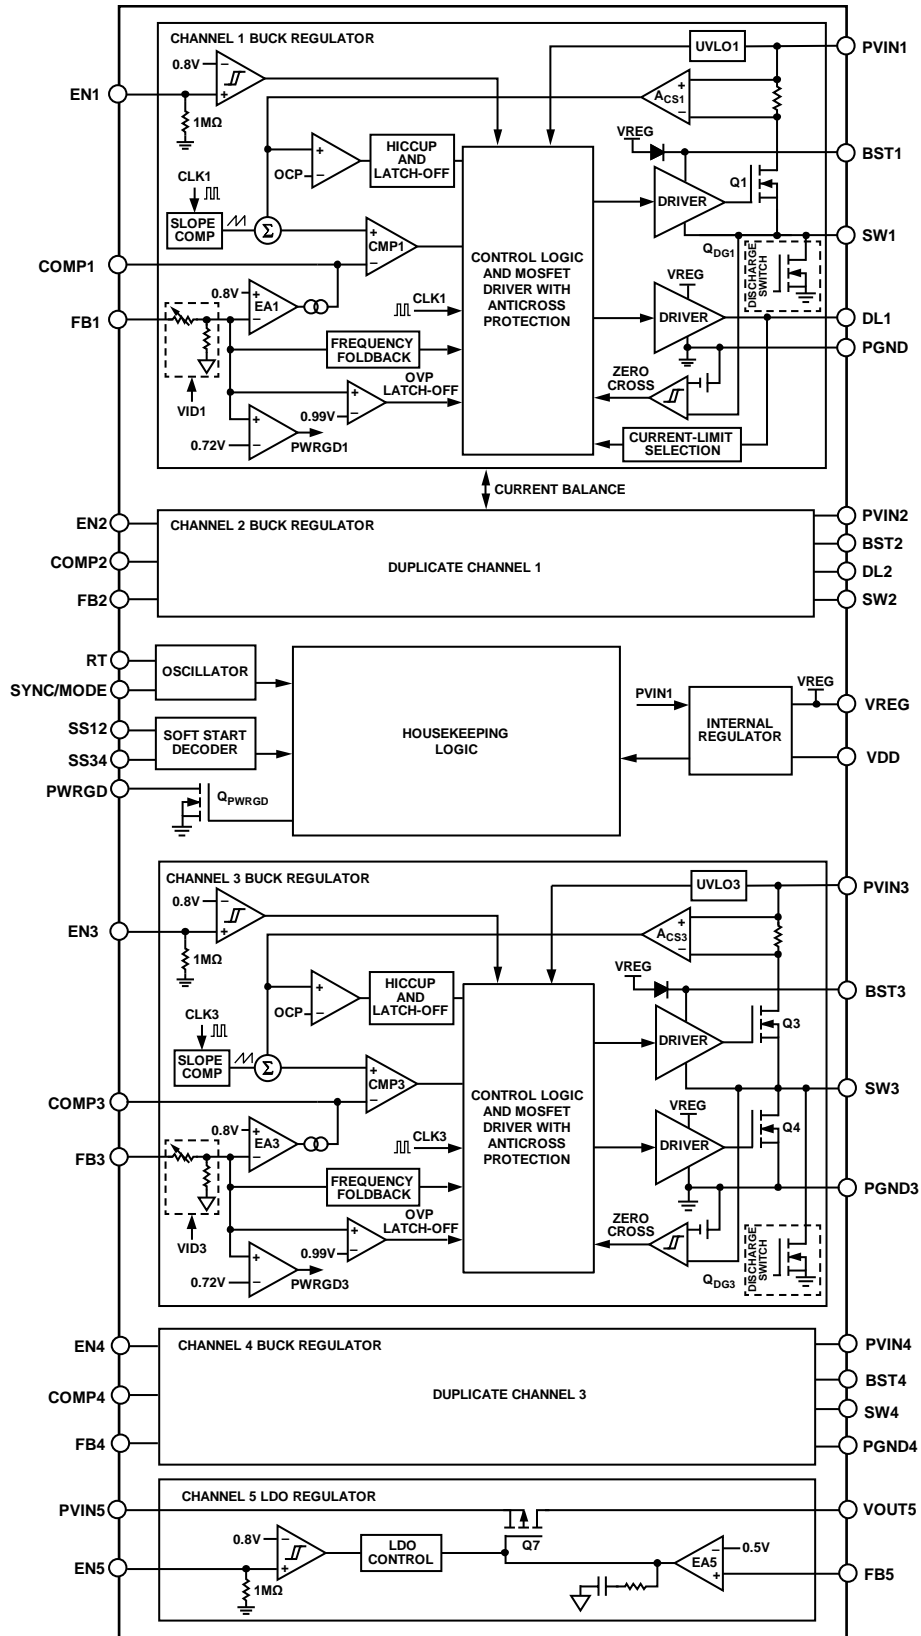 CHANNEL 1 BUCK REGULATOR
UVLO1
PVIN1
0.8V
–
+
EN1
1MΩ
+
ACS1
–
VREG
BST1
HICCUP
AND
LATCH-OFF
+
OCP
–
Q1
DRIVER
CLK1
SLOPE
COMP
Σ
+
CMP1
–
SW1
QDG1
DISCHARGE
SWITCH
CONTROL LOGIC
AND MOSFET
DRIVER WITH
ANTICROSS
PROTECTION
COMP1
0.8V
+
EA1
–
CLK1
VREG
DRIVER
FB1
DL1
FREQUENCY
FOLDBACK
PGND
VID1
OVP
LATCH-OFF
ZERO
CROSS
+
0.99V
–
+
0.72V
–
PWRGD1
CURRENT-LIMIT
SELECTION
CURRENT BALANCE
EN2
CHANNEL 2 BUCK REGULATOR
PVIN2
BST2
COMP2
DUPLICATE CHANNEL 1
DL2
FB2
SW2
RT
OSCILLATOR
SYNC/MODE
PVIN1
VREG
VREG
SS12
SOFT START
DECODER
HOUSEKEEPING
LOGIC
INTERNAL
REGULATOR
SS34
VDD
PWRGD
QPWRGD
CHANNEL 3 BUCK REGULATOR
UVLO3
PVIN3
0.8V
–
+
EN3
1MΩ
+
ACS3
–
VREG
BST3
HICCUP
AND
LATCH-OFF
+
OCP
–
Q3
DRIVER
CLK3
SLOPE
COMP
Σ
+
CMP3
–
SW3
CONTROL LOGIC
AND MOSFET
DRIVER WITH
ANTICROSS
PROTECTION
COMP3
0.8V
+
EA3
–
CLK3
VREG
DRIVER
Q4
FB3
FREQUENCY
FOLDBACK
PGND3
VID3
OVP
LATCH-OFF
ZERO
CROSS
+
0.99V
–
+
0.72V
–
PWRGD3
QDG3
DISCHARGE
SWITCH
EN4
CHANNEL 4 BUCK REGULATOR
PVIN4
BST4
COMP4
DUPLICATE CHANNEL 3
SW4
FB4
PGND4
CHANNEL 5 LDO REGULATOR
PVIN5
VOUT5
0.8V
–
+
LDO
CONTROL
Q7
–
0.5V
EA5
+
EN5
1MΩ
FB5